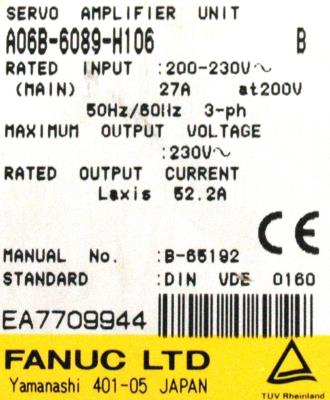 SERVO AMPLIFIER UNIT
A06B-6089-H106 B
RATED INPUT :200-230V～
(MAIN) 27A at200V
50Hz/60Hz 3-ph
MAXIMUM OUTPUT VOLTAGE
:230V～
RATED OUTPUT CURRENT
Laxis 52.2A
CE
MANUAL No. :B-65192
STANDARD :DIN VDE 0160
EA7709944
FANUC LTD
Yamanashi 401-05 JAPAN
TUV Rheinland